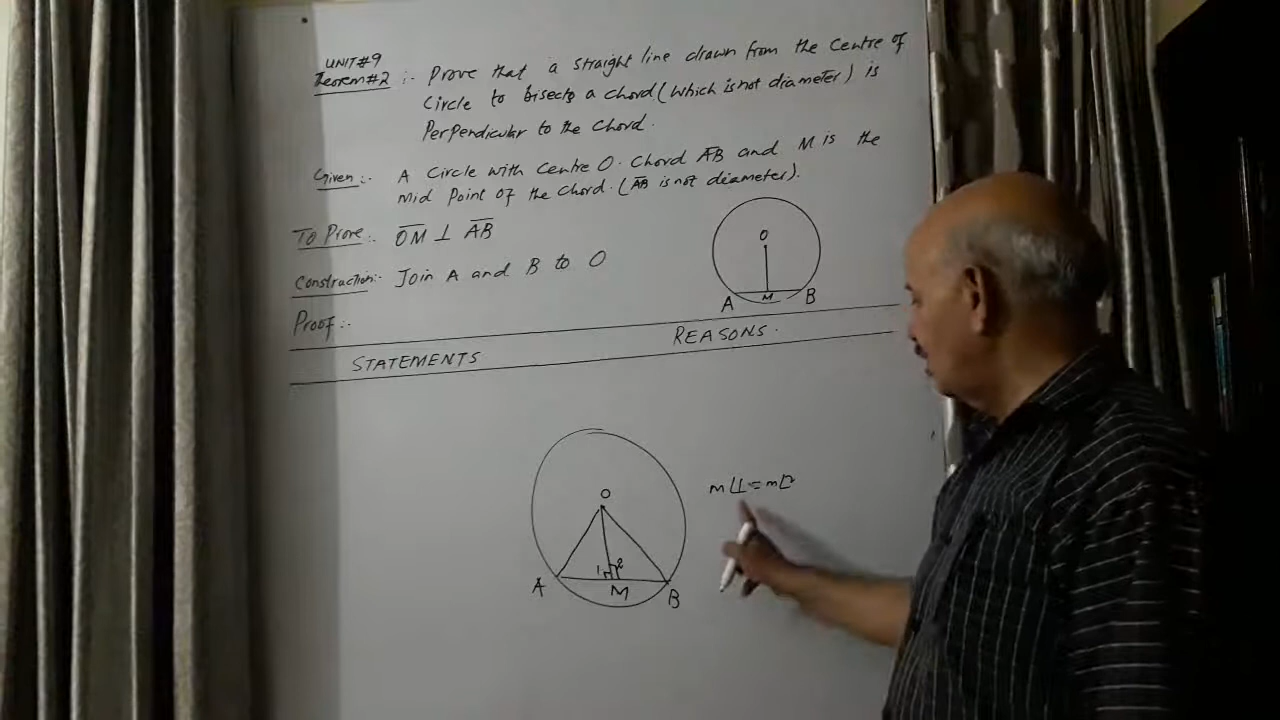 UNIT#9
Theorem#2:- Prove that a straight line drawn from the Centre of
Circle to bisects a chord (Which is not diameter) is
Perpendicular to the Chord.
Given:- A Circle with Centre O. Chord AB and M is the
Mid Point of the Chord. (AB is not diameter).
To Prove:- OM ⊥ AB
Construction:- Join A and B to O
O
A M B
Proof:-
STATEMENTS REASONS.
O
m∠1=m∠2
1 2
A M B